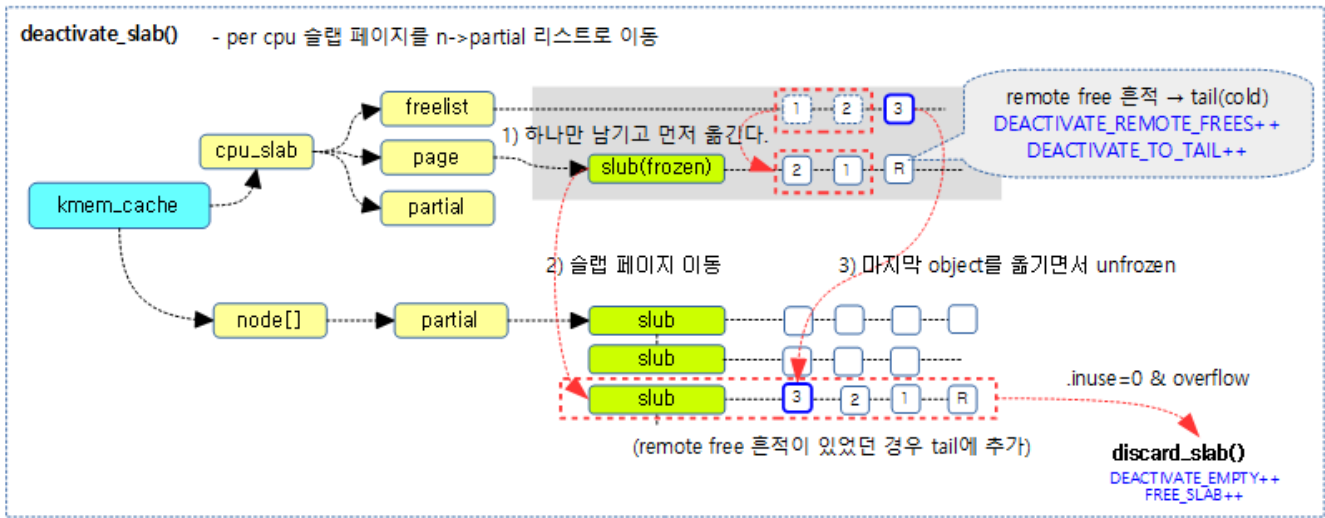 deactivate_slab() - per cpu 슬랩 페이지를 n->partial 리스트로 이동
freelist
1 2 3
remote free 흔적 → tail(cold)
DEACTIVATE_REMOTE_FREES++
DEACTIVATE_TO_TAIL++
1) 하나만 남기고 먼저 옮긴다.
cpu_slab
page
slub(frozen)
2 1 R
kmem_cache
partial
2) 슬랩 페이지 이동
3) 마지막 object를 옮기면서 unfrozen
node[]
partial
slub
slub
slub
3 2 1 R
.inuse=0 & overflow
(remote free 흔적이 있었던 경우 tail에 추가)
discard_slab()
DEACTIVATE_EMPTY++
FREE_SLAB++